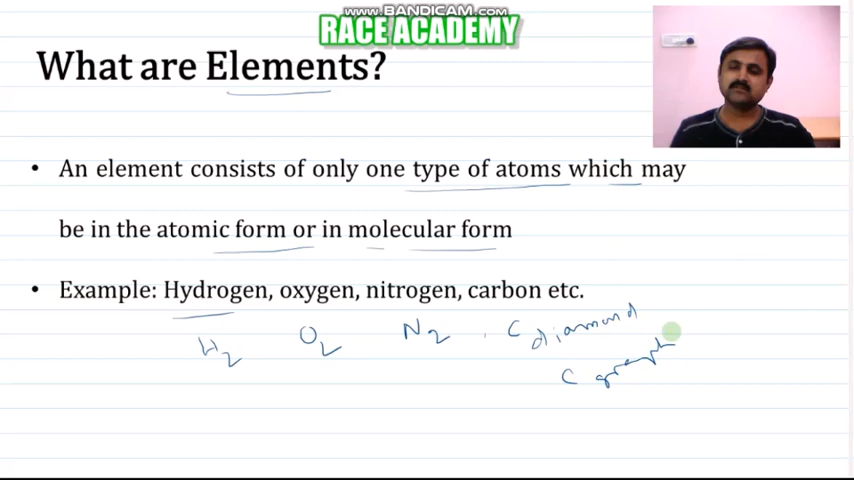 www.BANDICAM.com
RACE ACADEMY
What are Elements?
• An element consists of only one type of atoms which may
be in the atomic form or in molecular form
• Example: Hydrogen, oxygen, nitrogen, carbon etc.
H2 O2 N2 . C diamond
C graph